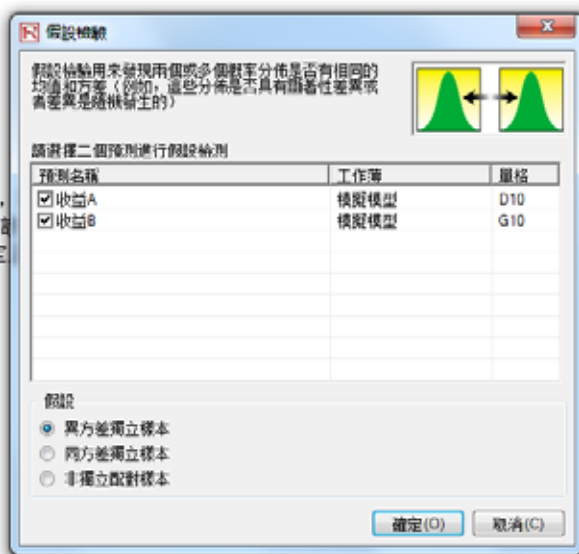 假設檢驗
假設檢驗用來發現兩個或多個概率分佈是否有相同的
均值和方差（例如，這些分佈是否具有顯著性差異或
者差異是隨機發生的）
請選擇二個預測進行假設檢測
預測名稱 工作薄 單格
收益A 模擬模型 D10
收益B 模擬模型 G10
假設
異方差獨立樣本
同方差獨立樣本
非獨立配對樣本
確定(O) 取消(C)